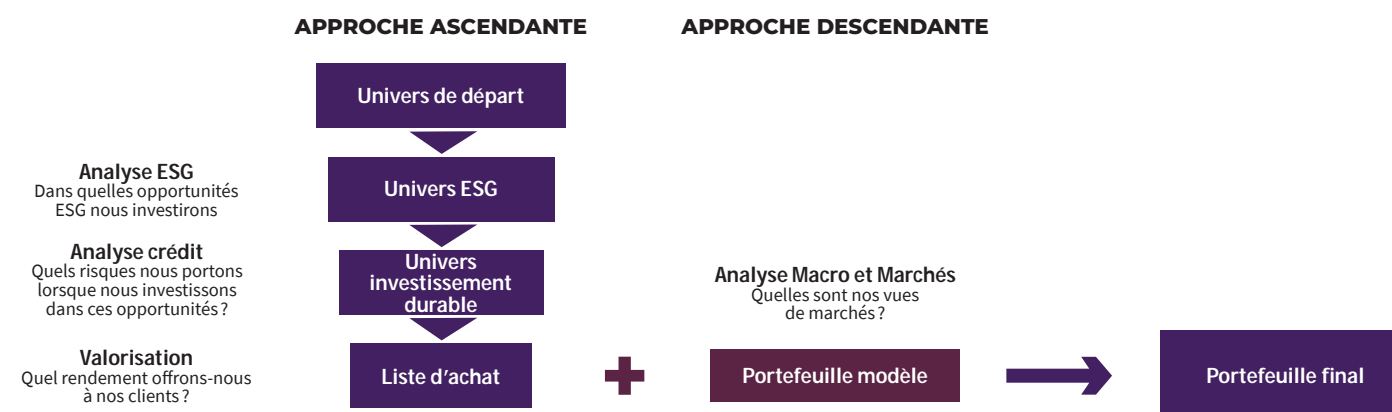 APPROCHE ASCENDANTE
APPROCHE DESCENDANTE
Univers de départ
Analyse ESG
Dans quelles opportunités
ESG nous investirons
Univers ESG
Analyse crédit
Quels risques nous portons
lorsque nous investissons
dans ces opportunités ?
Univers
investissement
durable
Analyse Macro et Marchés
Quelles sont nos vues
de marchés ?
Valorisation
Quel rendement offrons-nous
à nos clients ?
Liste d'achat
Portefeuille modèle
Portefeuille final